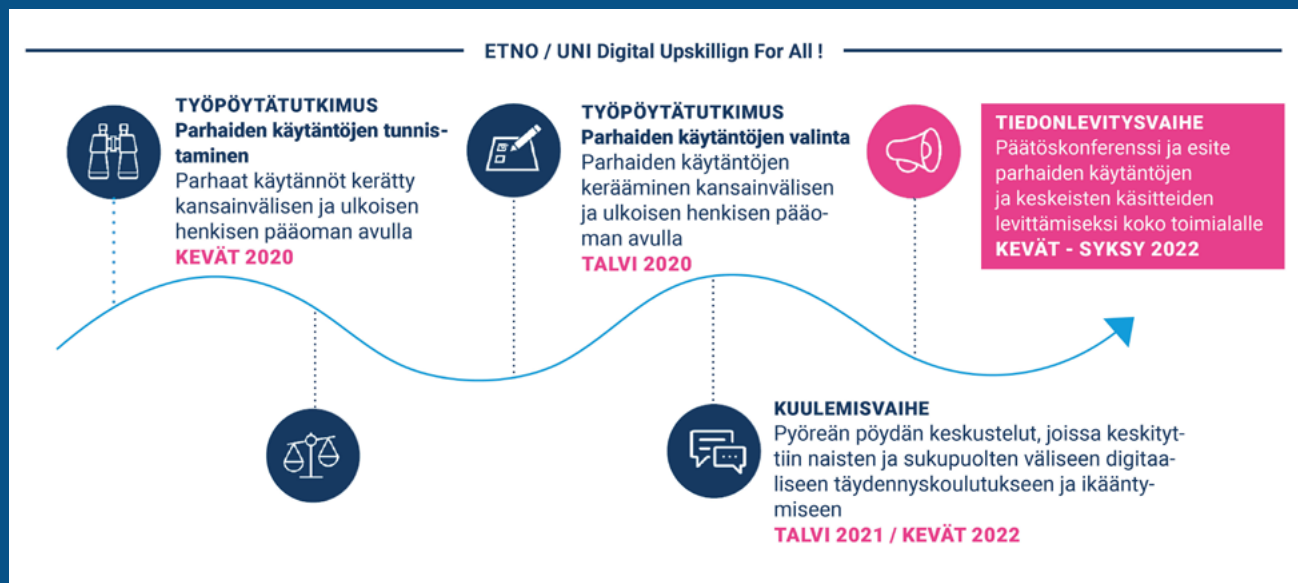 ETNO / UNI Digital Upskillign For All !
TYÖPÖYTÄTUTKIMUS
Parhaiden käytäntöjen tunnis-
taminen
Parhaat käytännöt kerätty
kansainvälisen ja ulkoisen
henkisen pääoman avulla
KEVÄT 2020
TYÖPÖYTÄTUTKIMUS
Parhaiden käytäntöjen valinta
Parhaiden käytäntöjen
kerääminen kansainvälisen
ja ulkoisen henkisen pääo-
man avulla
TALVI 2020
TIEDONLEVITYSVAIHE
Päätöskonferenssi ja esite
parhaiden käytäntöjen
ja keskeisten käsitteiden
levittämiseksi koko toimialalle
KEVÄT - SYKSY 2022
KUULEMISVAIHE
Pyöreän pöydän keskustelut, joissa keskityt-
tiin naisten ja sukupuolten väliseen digitaa-
liseen täydennyskoulutukseen ja ikäänty-
miseen
TALVI 2021 / KEVÄT 2022